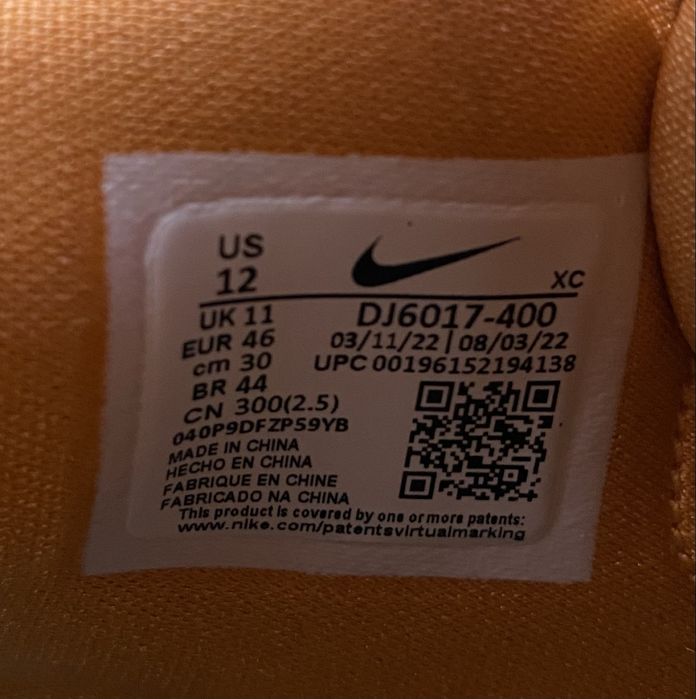 US
12
XC
UK 11
DJ6017-400
EUR 46
03/11/22 | 08/03/22
cm 30
UPC 00196152194138
BR 44
CN 300(2.5)
040P9DFZPS9YB
MADE IN CHINA
HECHO EN CHINA
FABRIQUE EN CHINE
FABRICADO NA CHINA
This product is covered by one or more patents:
www.nike.com/patentsvirtualmarking